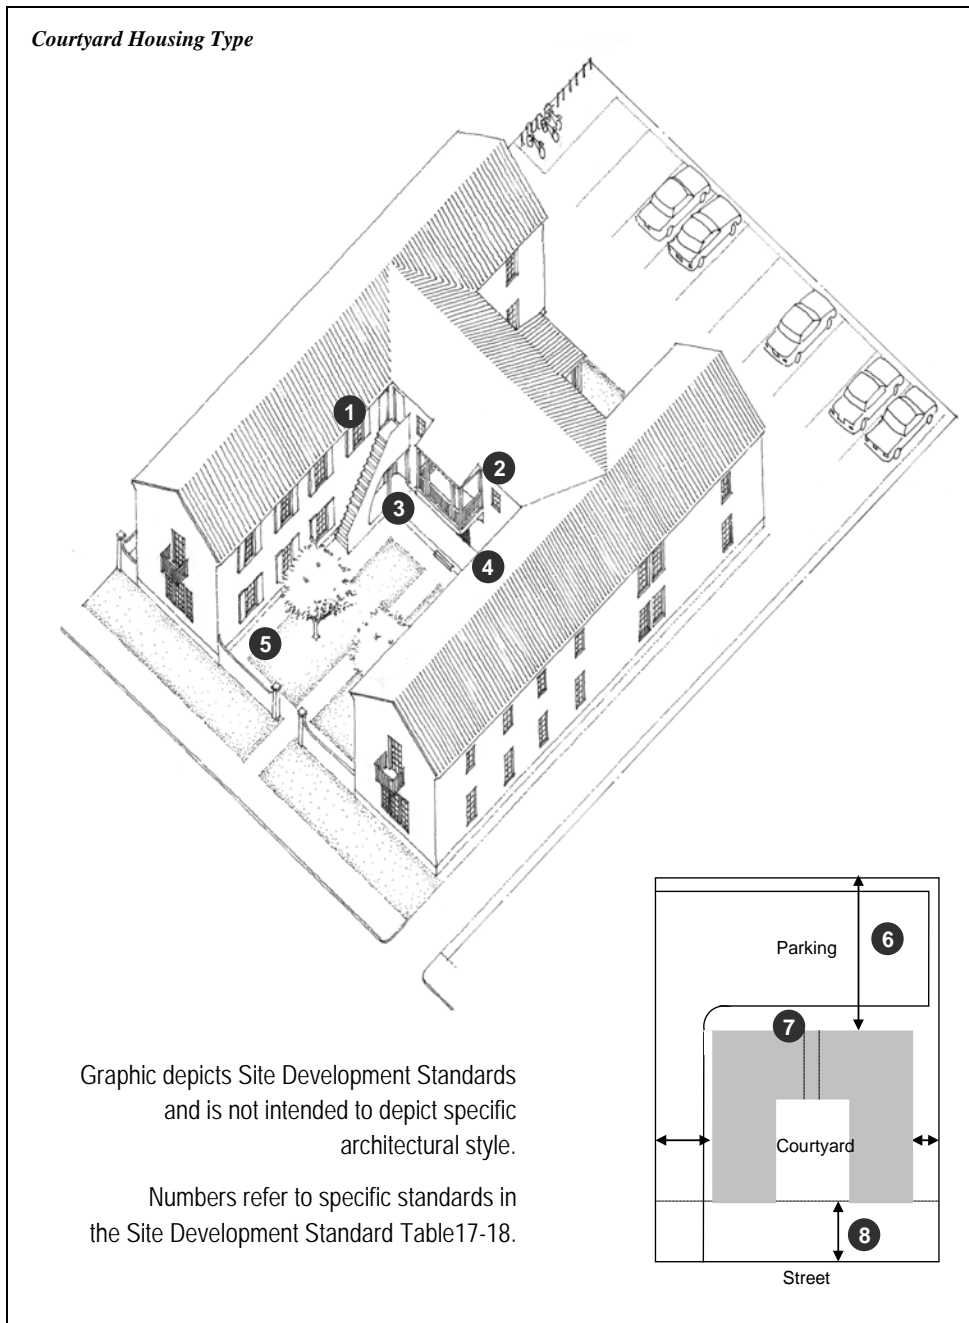 Courtyard Housing Type
1
2
3
4
5
6
Parking
7
Graphic depicts Site Development Standards
and is not intended to depict specific
architectural style.
Courtyard
Numbers refer to specific standards in
the Site Development Standard Table17-18.
8
Street